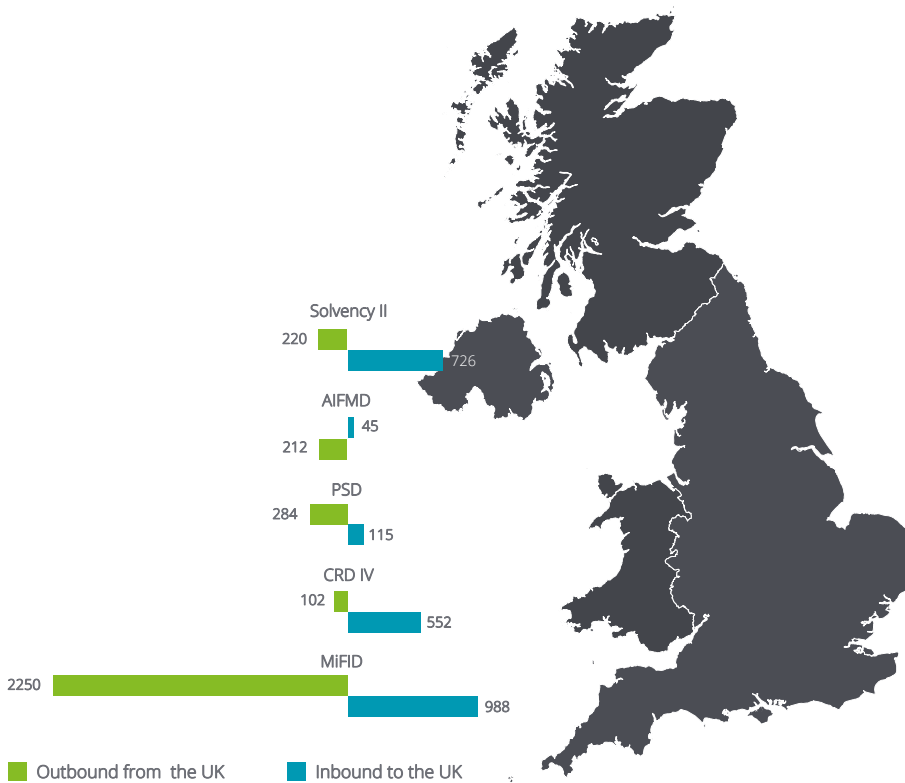 Solvency II
220
726
AIFMD
45
212
PSD
284
115
CRD IV
102
552
MiFID
2250
988
Outbound from the UK
Inbound to the UK